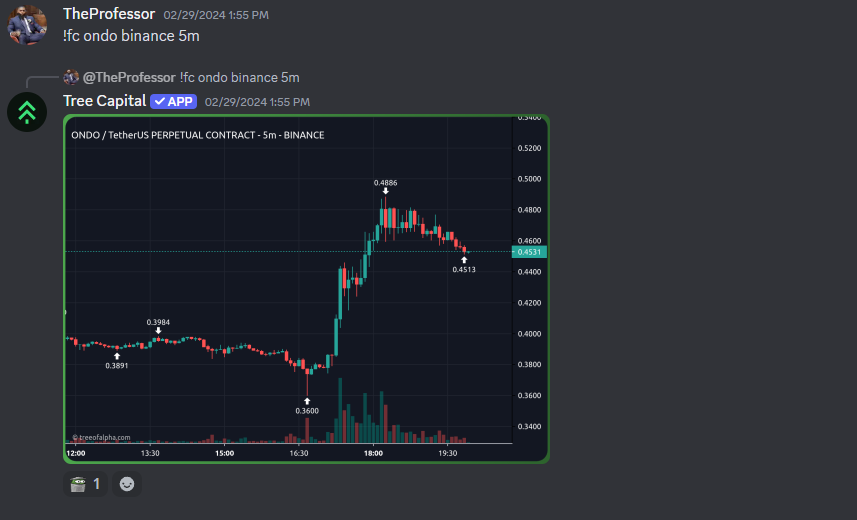 TheProfessor 02/29/2024 1:55 PM
!fc ondo binance 5m
@TheProfessor !fc ondo binance 5m
Tree Capital APP 02/29/2024 1:55 PM
ONDO / TetherUS PERPETUAL CONTRACT - 5m - BINANCE
0.5400
0.5200
0.5000
0.4886
0.4800
0.4600
0.4531
0.4513
0.4400
0.4200
0.3984
0.4000
0.3891
0.3800
0.3600
0.3600
0.3400
© treeofalpha.com
12:00 13:30 15:00 16:30 18:00 19:30
1